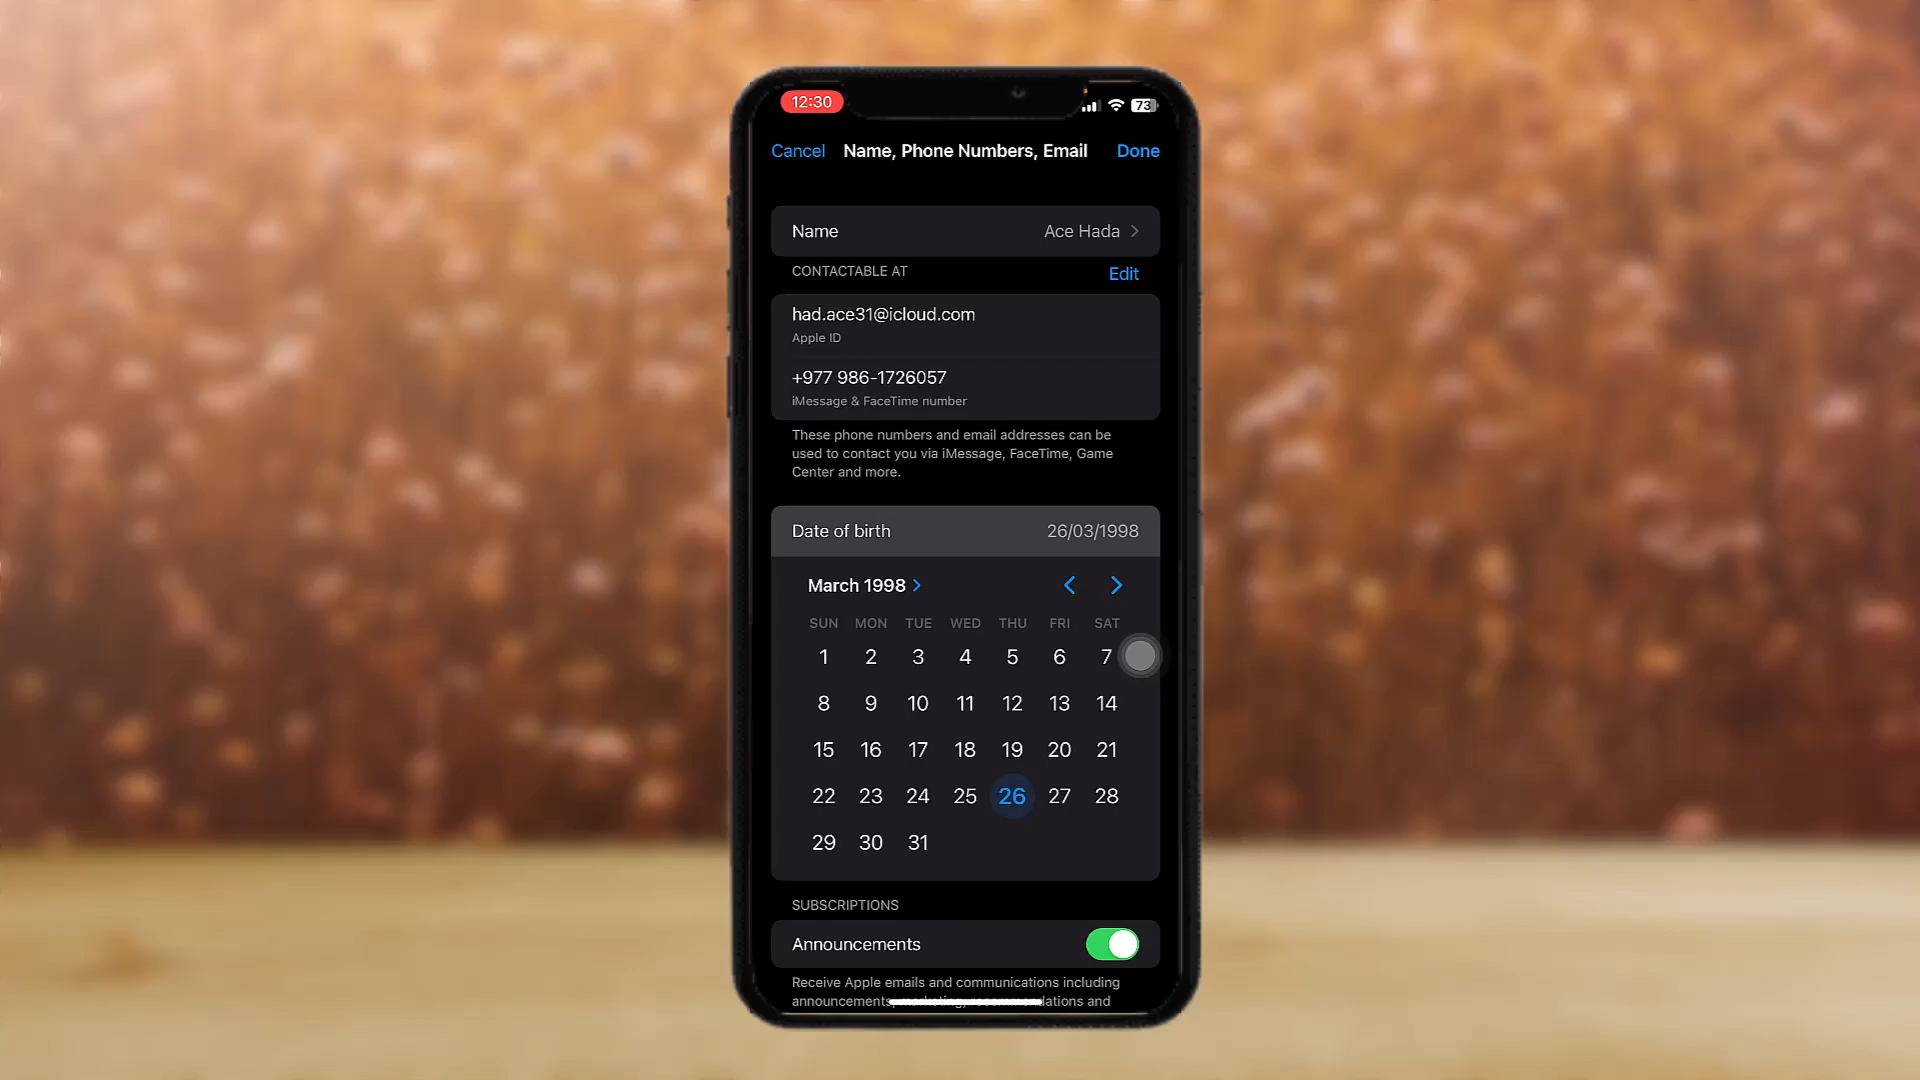 12:30
73
Cancel Name, Phone Numbers, Email Done
Name Ace Hada
CONTACTABLE AT Edit
had.ace31@icloud.com
Apple ID
+977 986-1726057
iMessage & FaceTime number
These phone numbers and email addresses can be
used to contact you via iMessage, FaceTime, Game
Center and more.
Date of birth 26/03/1998
March 1998
SUN MON TUE WED THU FRI SAT
1 2 3 4 5 6 7
8 9 10 11 12 13 14
15 16 17 18 19 20 21
22 23 24 25 26 27 28
29 30 31
SUBSCRIPTIONS
Announcements
Receive Apple emails and communications including
announcements, marketing, recommendations and